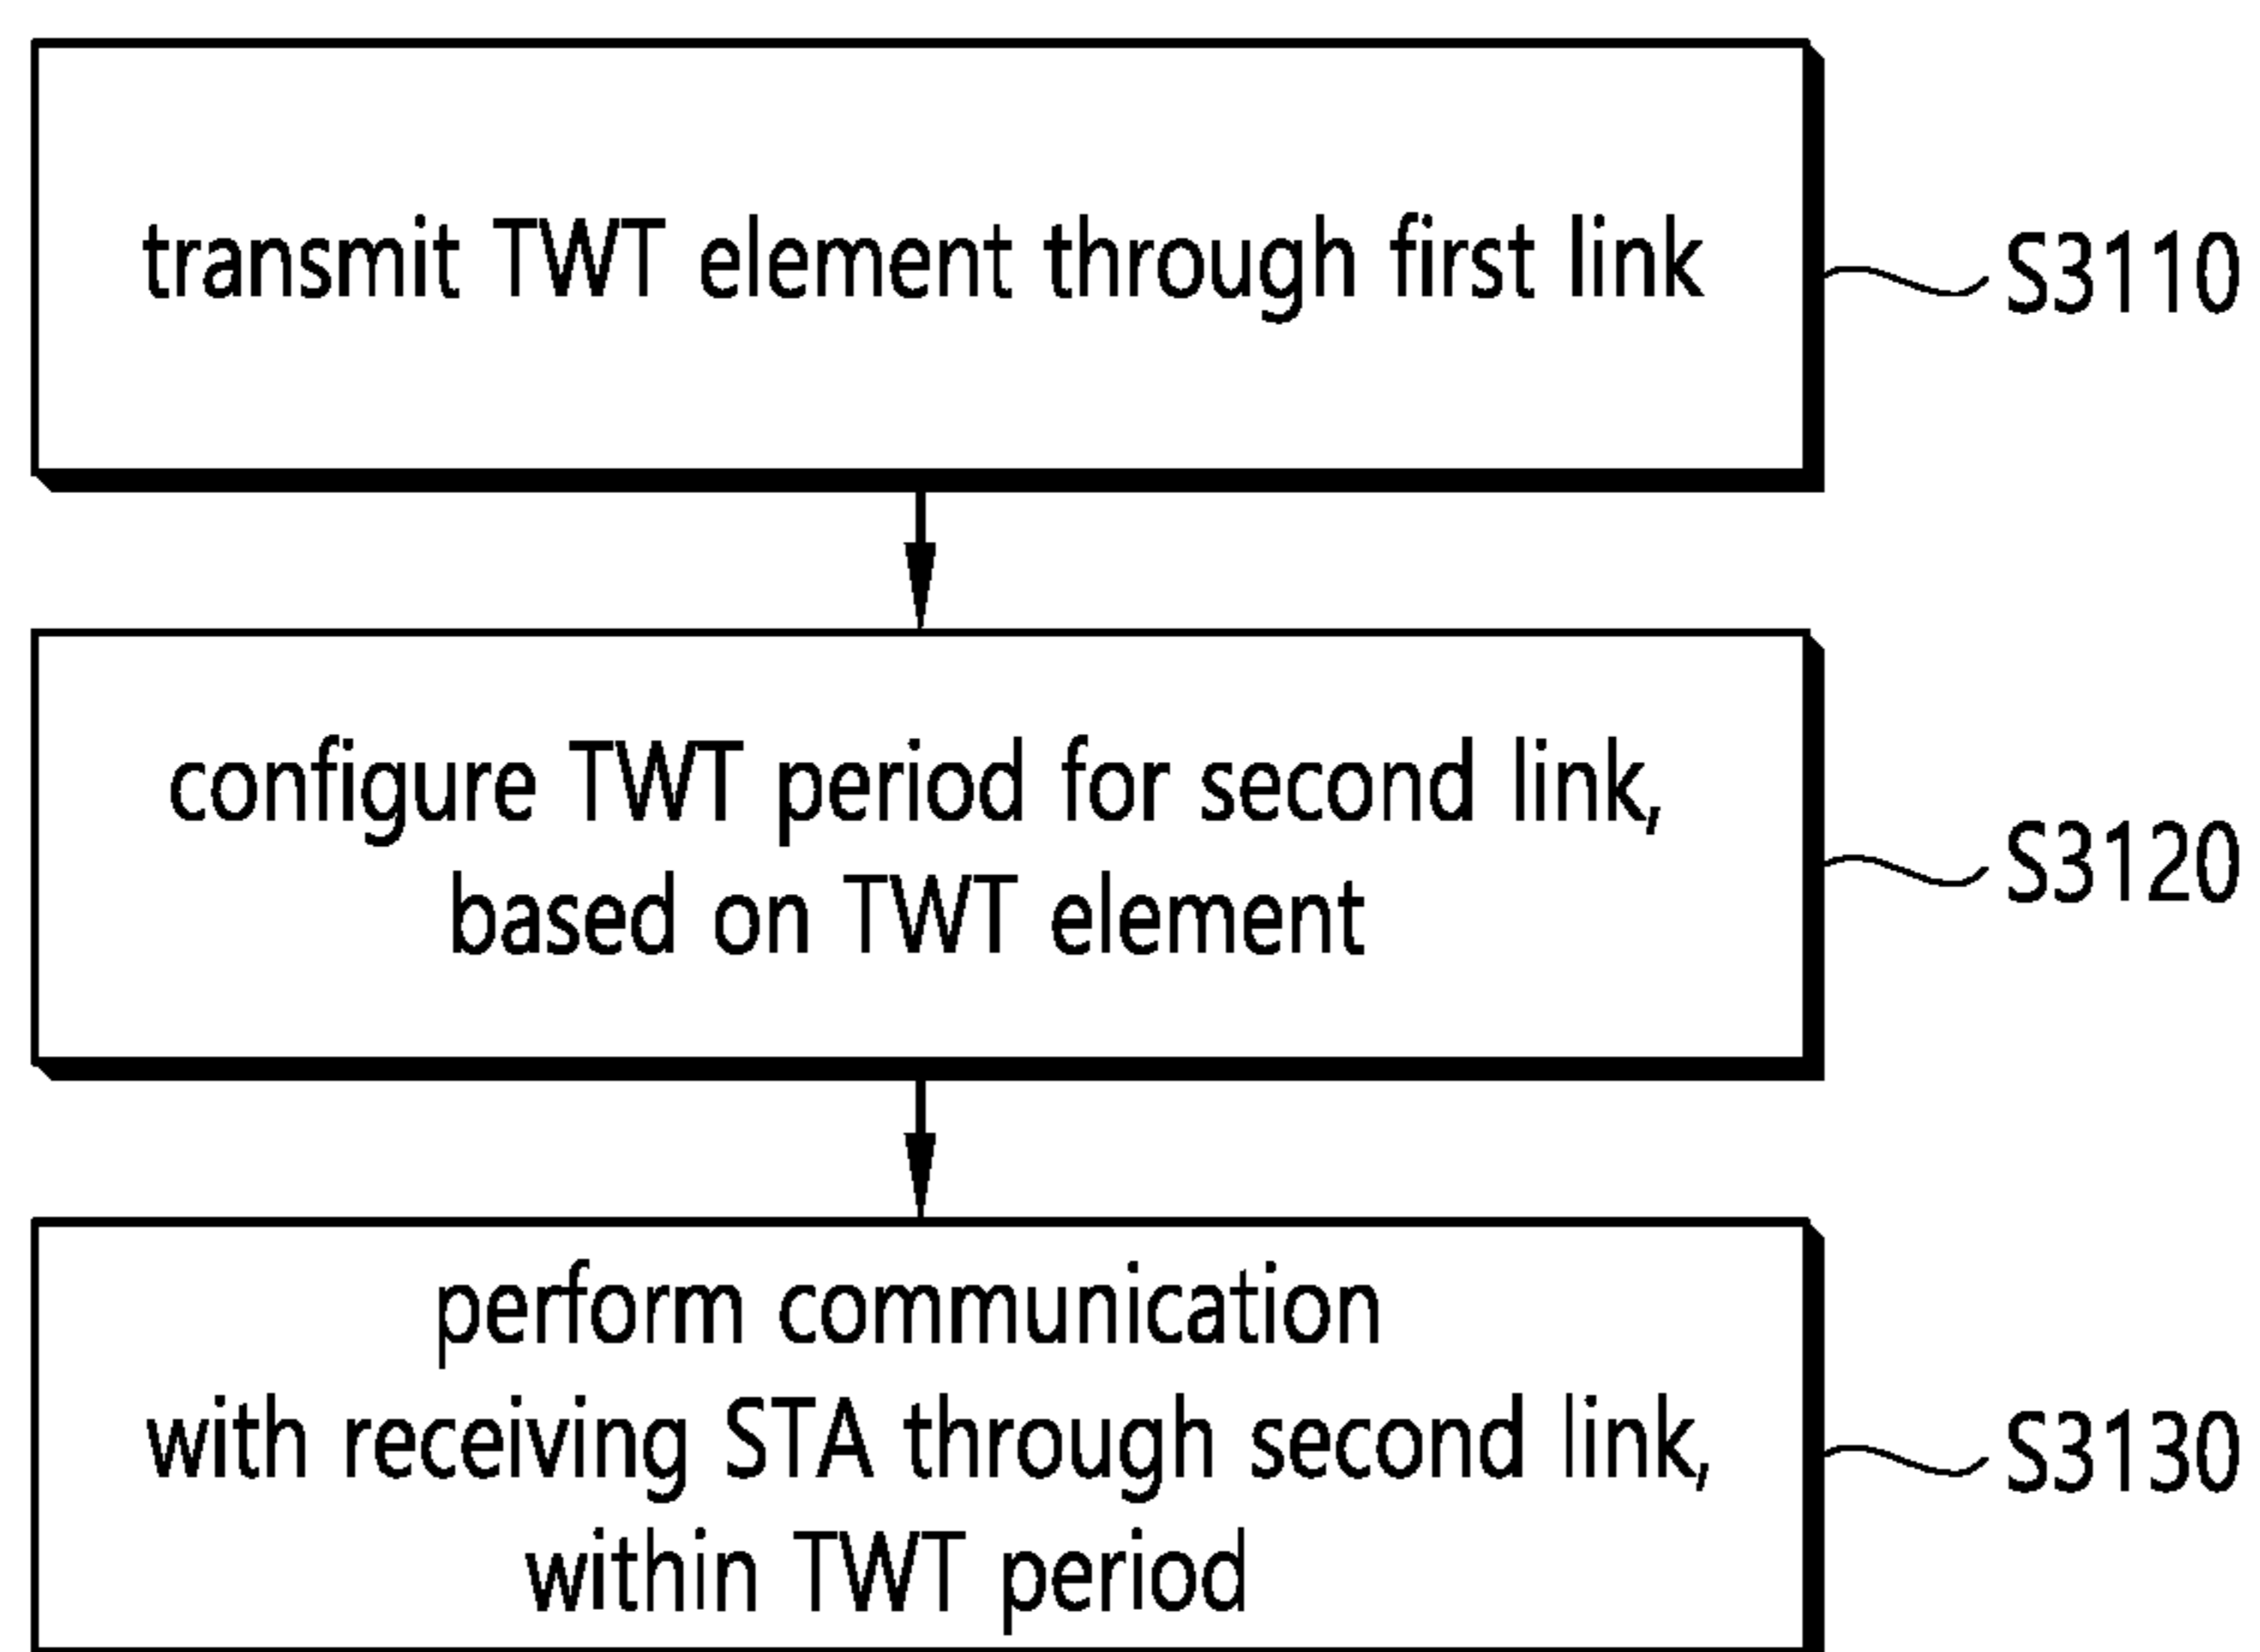 transmit TWT element through first link
S3110
configure TWT period for second link,
based on TWT element
S3120
perform communication
with receiving STA through second link,
within TWT period
S3130